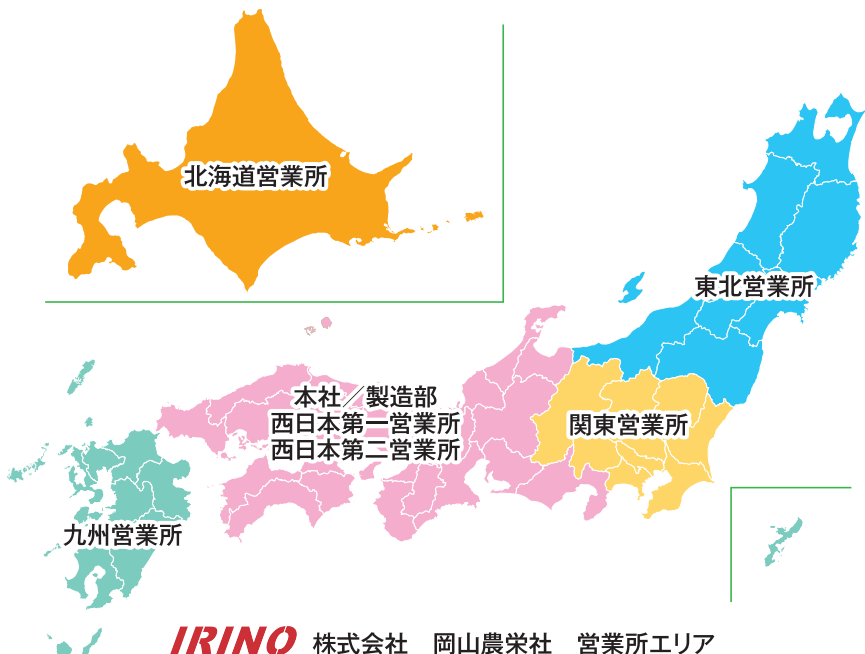 北海道営業所
東北営業所
本社／製造部
西日本第一営業所
西日本第二営業所
関東営業所
九州営業所
IRINO 株式会社 岡山農栄社 営業所エリア